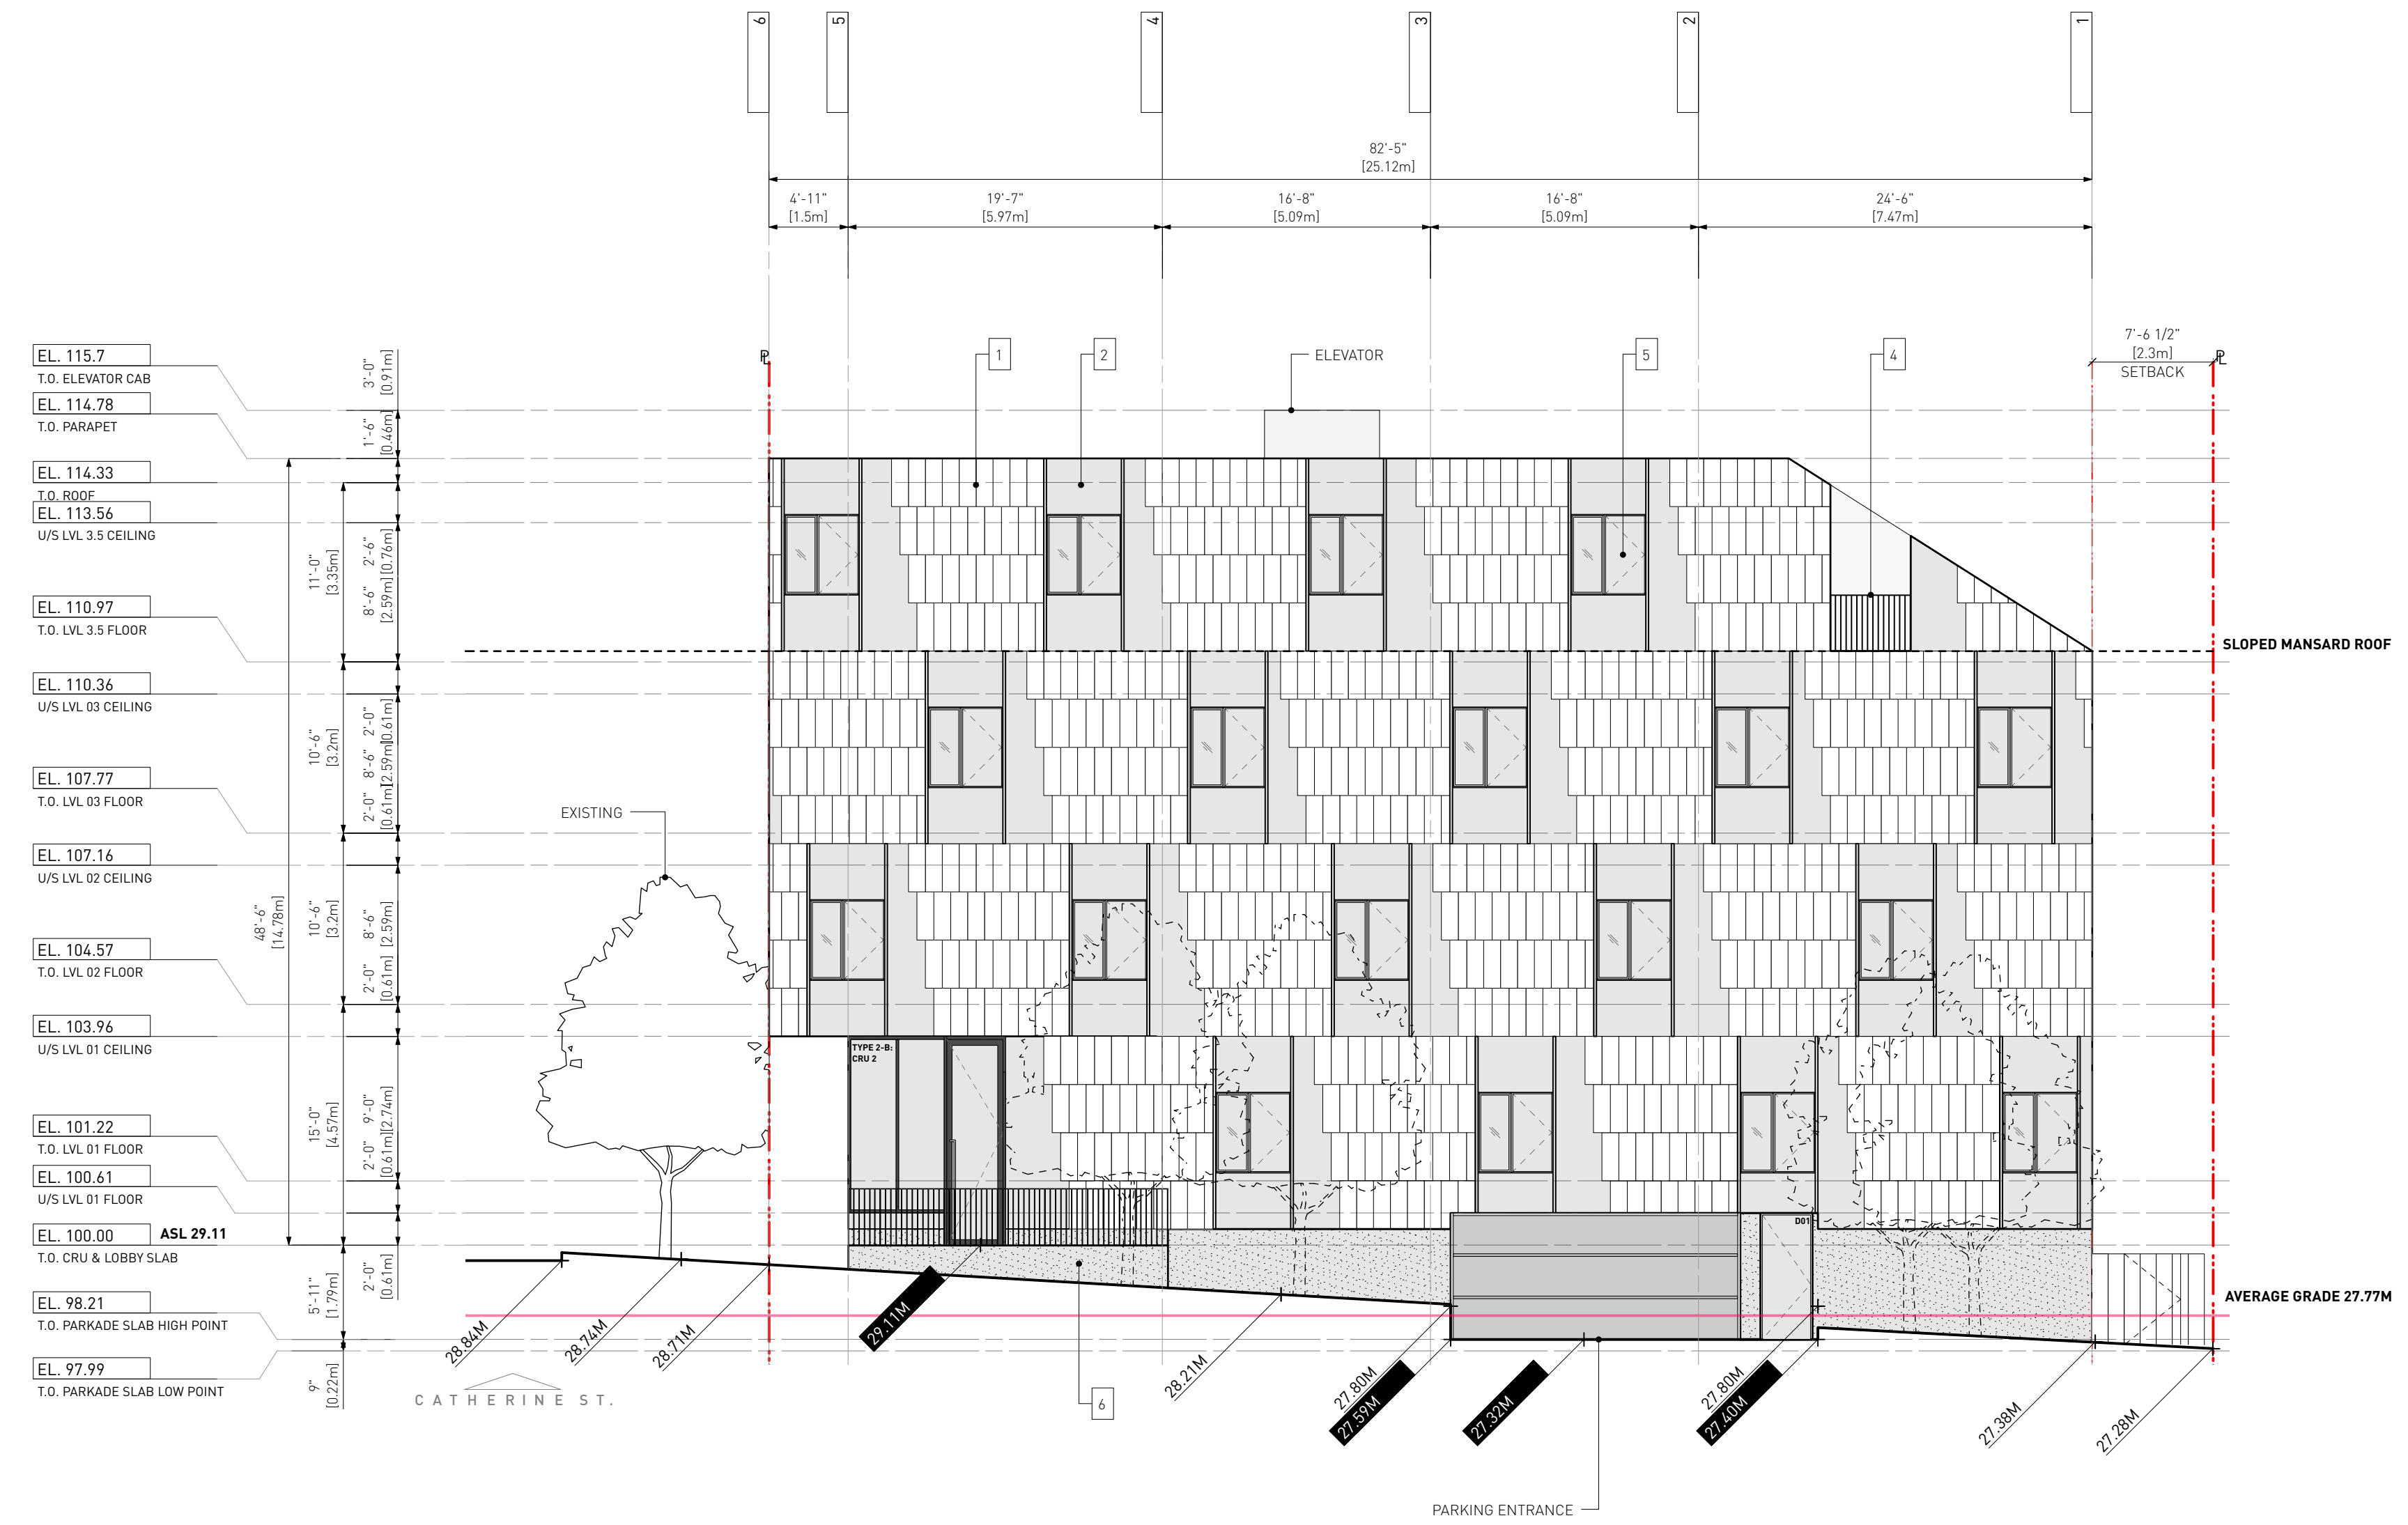 6
5
4
3
2
1
82'-5"
[25.12m]
4'-11"
[1.5m]
19'-7"
[5.97m]
16'-8"
[5.09m]
16'-8"
[5.09m]
24'-6"
[7.47m]
7'-6 1/2"
[2.3m]
SETBACK
PL
PL
1
2
ELEVATOR
5
4
EL. 115.7
T.O. ELEVATOR CAB
EL. 114.78
T.O. PARAPET
EL. 114.33
T.O. ROOF
EL. 113.56
U/S LVL 3.5 CEILING
EL. 110.97
T.O. LVL 3.5 FLOOR
EL. 110.36
U/S LVL 03 CEILING
EL. 107.77
T.O. LVL 03 FLOOR
EL. 107.16
U/S LVL 02 CEILING
EL. 104.57
T.O. LVL 02 FLOOR
EL. 103.96
U/S LVL 01 CEILING
EL. 101.22
T.O. LVL 01 FLOOR
EL. 100.61
U/S LVL 01 FLOOR
EL. 100.00
ASL 29.11
T.O. CRU & LOBBY SLAB
EL. 98.21
T.O. PARKADE SLAB HIGH POINT
EL. 97.99
T.O. PARKADE SLAB LOW POINT
48'-6"
[14.78m]
11'-0"
[3.35m]
10'-6"
[3.2m]
10'-6"
[3.2m]
15'-0"
[4.57m]
5'-11"
[1.79m]
9"
[0.22m]
3'-0"
[0.91m]
1'-6"
[0.46m]
2'-6"
[0.76m]
8'-6"
[2.59m]
2'-0"
[0.61m]
8'-6"
[2.59m]
2'-0"
[0.61m]
8'-6"
[2.59m]
2'-0"
[0.61m]
9'-0"
[2.74m]
2'-0"
[0.61m]
2'-0"
[0.61m]
EXISTING
SLOPED MANSARD ROOF
TYPE 2-B:
CRU 2
D01
AVERAGE GRADE 27.77M
28.84M
28.74M
28.71M
29.11M
28.21M
27.80M
27.59M
27.32M
27.80M
27.40M
27.38M
27.28M
CATHERINE ST.
6
PARKING ENTRANCE